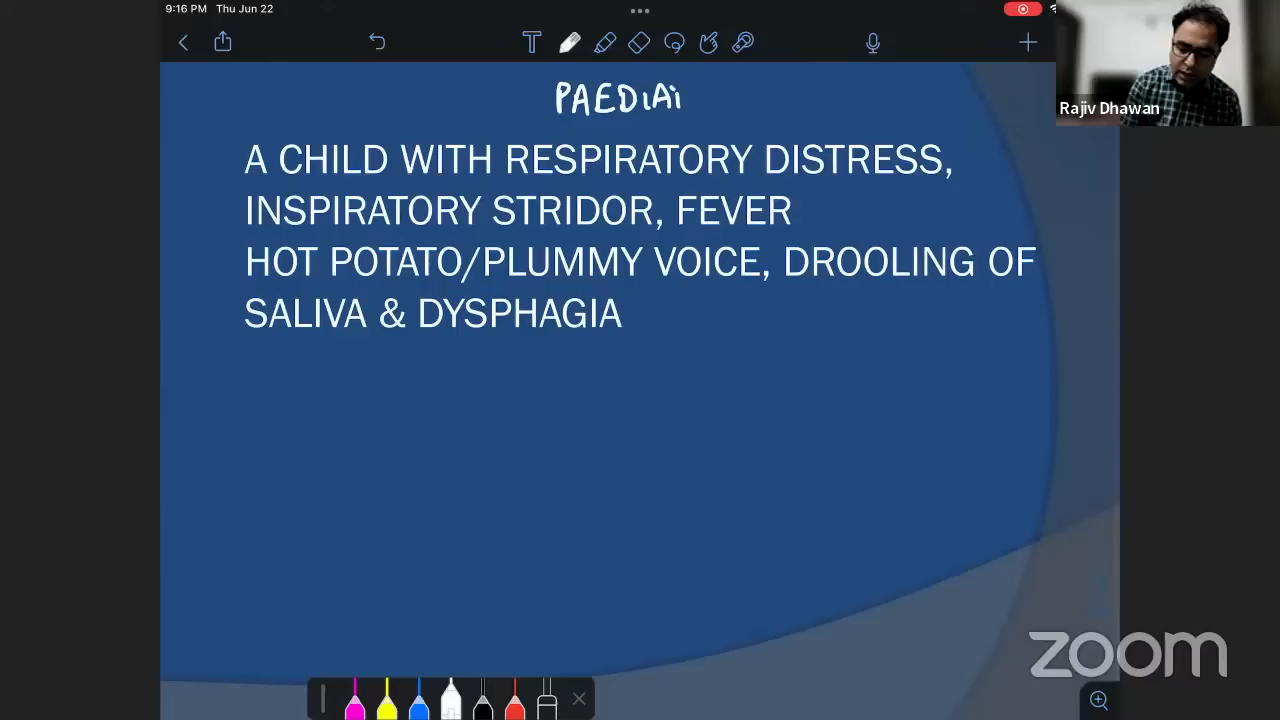 9:16 PM Thu Jun 22
Rajiv Dhawan
PAEDIAi
A CHILD WITH RESPIRATORY DISTRESS,
INSPIRATORY STRIDOR, FEVER
HOT POTATO/PLUMMY VOICE, DROOLING OF
SALIVA & DYSPHAGIA
zoom